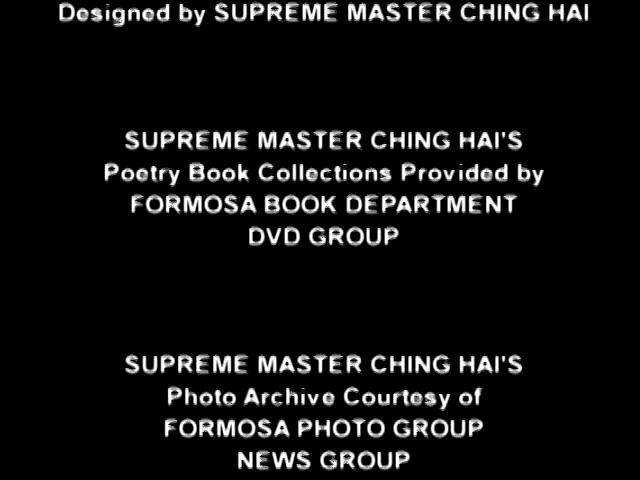 Designed by SUPREME MASTER CHING HAI
SUPREME MASTER CHING HAI'S
Poetry Book Collections Provided by
FORMOSA BOOK DEPARTMENT
DVD GROUP
SUPREME MASTER CHING HAI'S
Photo Archive Courtesy of
FORMOSA PHOTO GROUP
NEWS GROUP